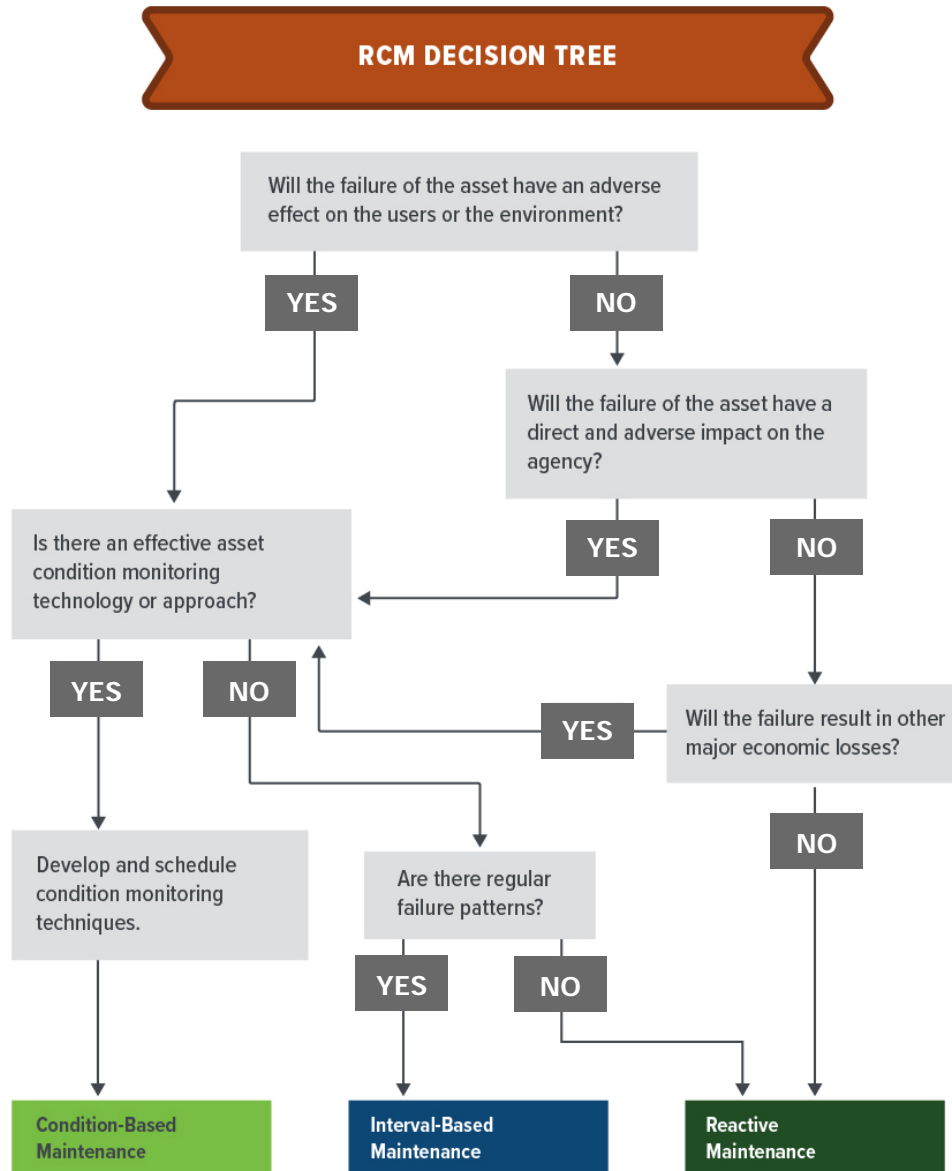 RCM DECISION TREE
Will the failure of the asset have an adverse
effect on the users or the environment?
YES
NO
Will the failure of the asset have a
direct and adverse impact on the
agency?
YES
NO
Is there an effective asset
condition monitoring
technology or approach?
YES
NO
Will the failure result in other
major economic losses?
YES
NO
Develop and schedule
condition monitoring
techniques.
Are there regular
failure patterns?
YES
NO
Condition-Based
Maintenance
Interval-Based
Maintenance
Reactive
Maintenance